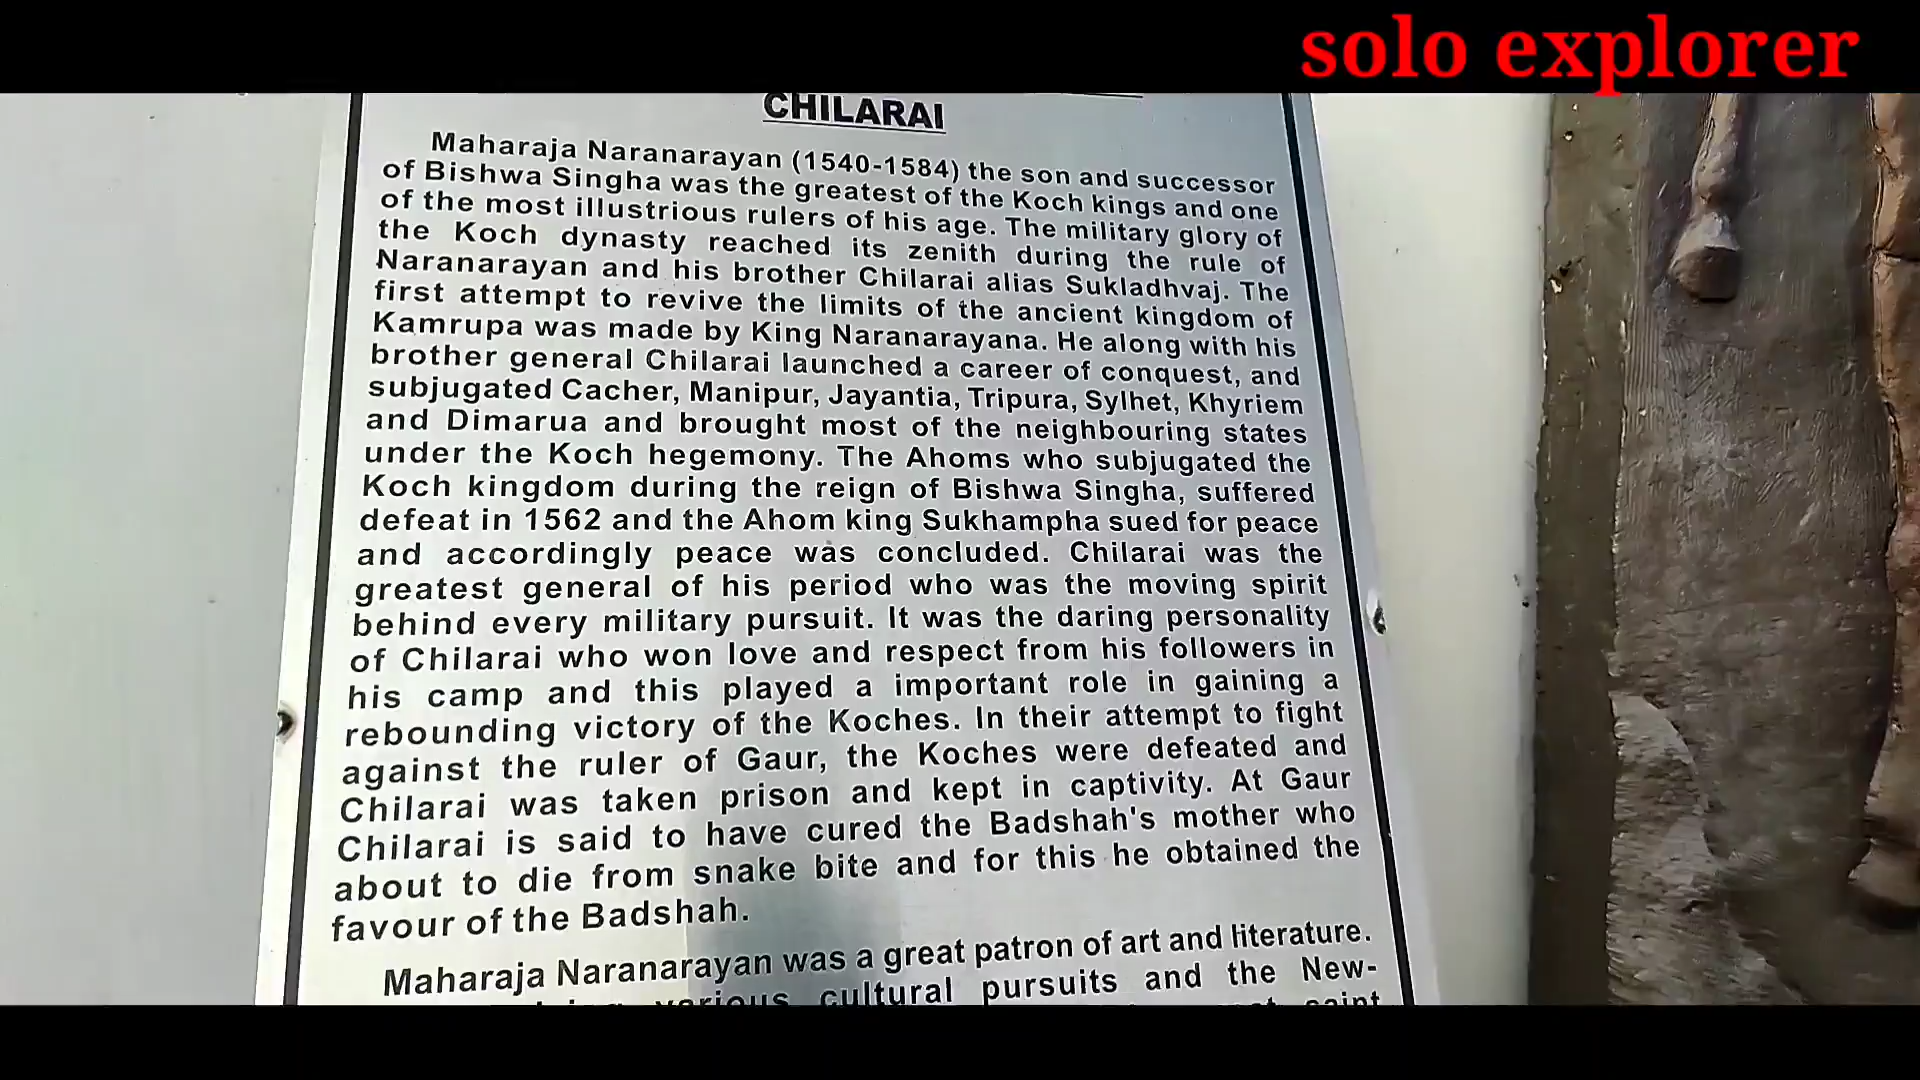 solo explorer
CHILARAI
Maharaja Naranarayan (1540-1584) the son and successor
of Bishwa Singha was the greatest of the Koch kings and one
of the most illustrious rulers of his age. The military glory of
the Koch dynasty reached its zenith during the rule of
Naranarayan and his brother Chilarai alias Sukladhvaj. The
first attempt to revive the limits of the ancient kingdom of
Kamrupa was made by King Naranarayana. He along with his
brother general Chilarai launched a career of conquest, and
subjugated Cacher, Manipur, Jayantia, Tripura, Sylhet, Khyriem
and Dimarua and brought most of the neighbouring states
under the Koch hegemony. The Ahoms who subjugated the
Koch kingdom during the reign of Bishwa Singha, suffered
defeat in 1562 and the Ahom king Sukhampha sued for peace
and accordingly peace was concluded. Chilarai was the
greatest general of his period who was the moving spirit
behind every military pursuit. It was the daring personality
of Chilarai who won love and respect from his followers in
his camp and this played a important role in gaining a
rebounding victory of the Koches. In their attempt to fight
against the ruler of Gaur, the Koches were defeated and
Chilarai was taken prison and kept in captivity. At Gaur
Chilarai is said to have cured the Badshah's mother who
about to die from snake bite and for this he obtained the
favour of the Badshah.
Maharaja Naranarayan was a great patron of art and literature.
various cultural pursuits and the New-
saint